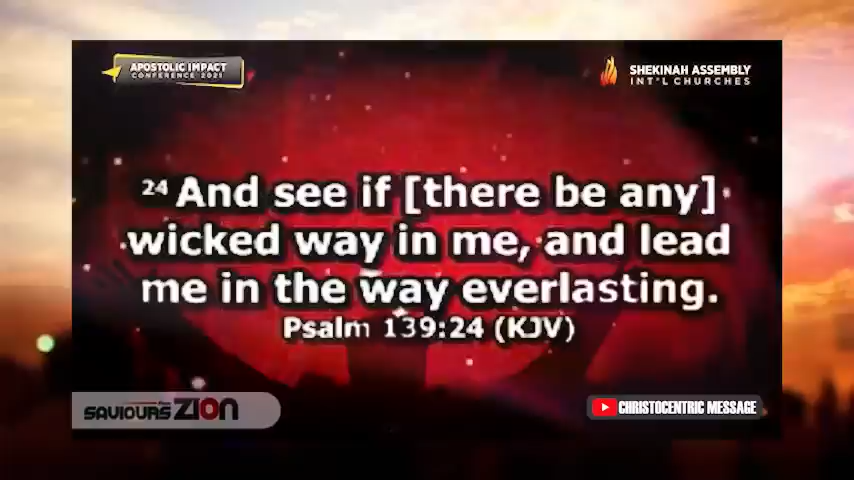 APOSTOLIC IMPACT
CONFERENCE 2021
SHEKINAH ASSEMBLY
INT'L CHURCHES
24 And see if [there be any]
wicked way in me, and lead
me in the way everlasting.
Psalm 139:24 (KJV)
SAVIOURS ZION
CHRISTOCENTRIC MESSAGE